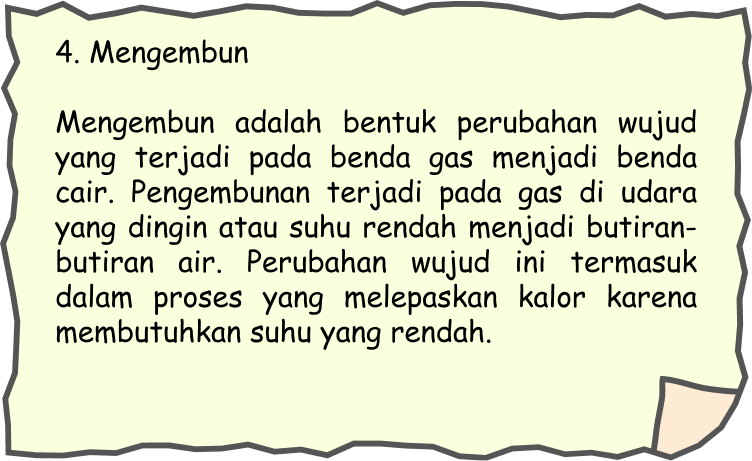 4. Mengembun
Mengembun adalah bentuk perubahan wujud
yang terjadi pada benda gas menjadi benda
cair. Pengembunan terjadi pada gas di udara
yang dingin atau suhu rendah menjadi butiran-
butiran air. Perubahan wujud ini termasuk
dalam proses yang melepaskan kalor karena
membutuhkan suhu yang rendah.